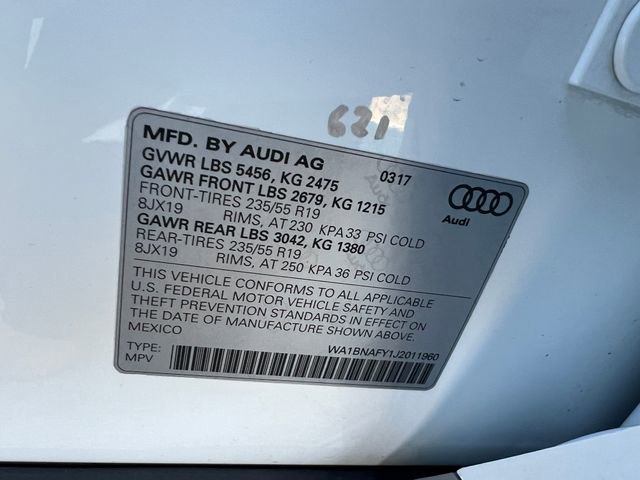 621
MFD. BY AUDI AG 0317
GVWR LBS 5456, KG 2475
GAWR FRONT LBS 2679, KG 1215
FRONT-TIRES 235/55 R19
8JX19 RIMS, AT 230 KPA 33 PSI COLD
GAWR REAR LBS 3042, KG 1380
REAR-TIRES 235/55 R19
8JX19 RIMS, AT 250 KPA 36 PSI COLD
Audi
THIS VEHICLE CONFORMS TO ALL APPLICABLE
U.S. FEDERAL MOTOR VEHICLE SAFETY AND
THEFT PREVENTION STANDARDS IN EFFECT ON
THE DATE OF MANUFACTURE SHOWN ABOVE.
MEXICO
TYPE: WA1BNAFY1J2011960
MPV